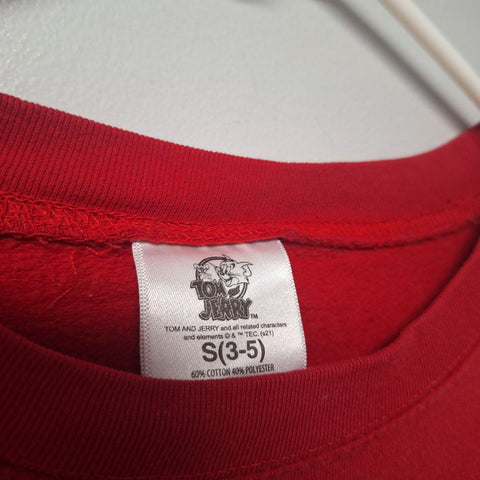 TOM
AND
JERRY™
TOM AND JERRY and all related characters
and elements © & ™ TEC. (s21)
S(3-5)
60% COTTON 40% POLYESTER